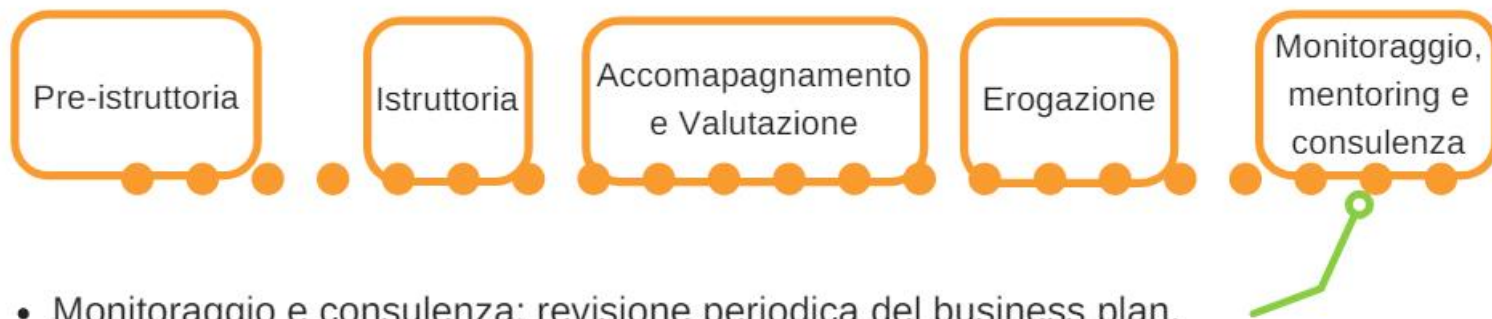 Pre-istruttoria
Istruttoria
Accomapagnamento
e Valutazione
Erogazione
Monitoraggio,
mentoring e
consulenza
• Monitoraggio e consulenza: revisione periodica del business plan,